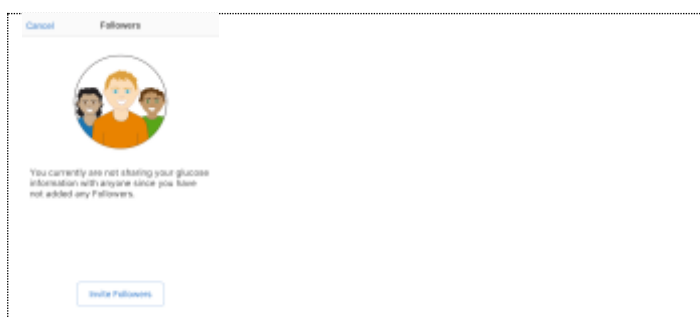 Cancel Followers
You currently are not sharing your glucose
information with anyone since you have
not added any Followers.
Invite Followers